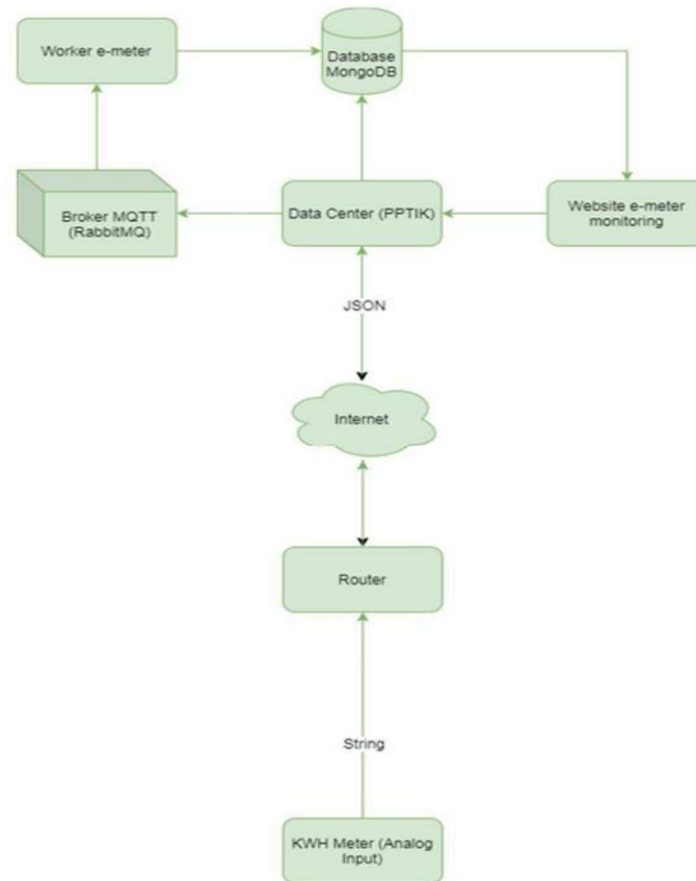 Worker e-meter
Database
MongoDB
Broker MQTT
(RabbitMQ)
Data Center (PPTIK)
Website e-meter
monitoring
JSON
Internet
Router
String
KWH Meter (Analog
Input)